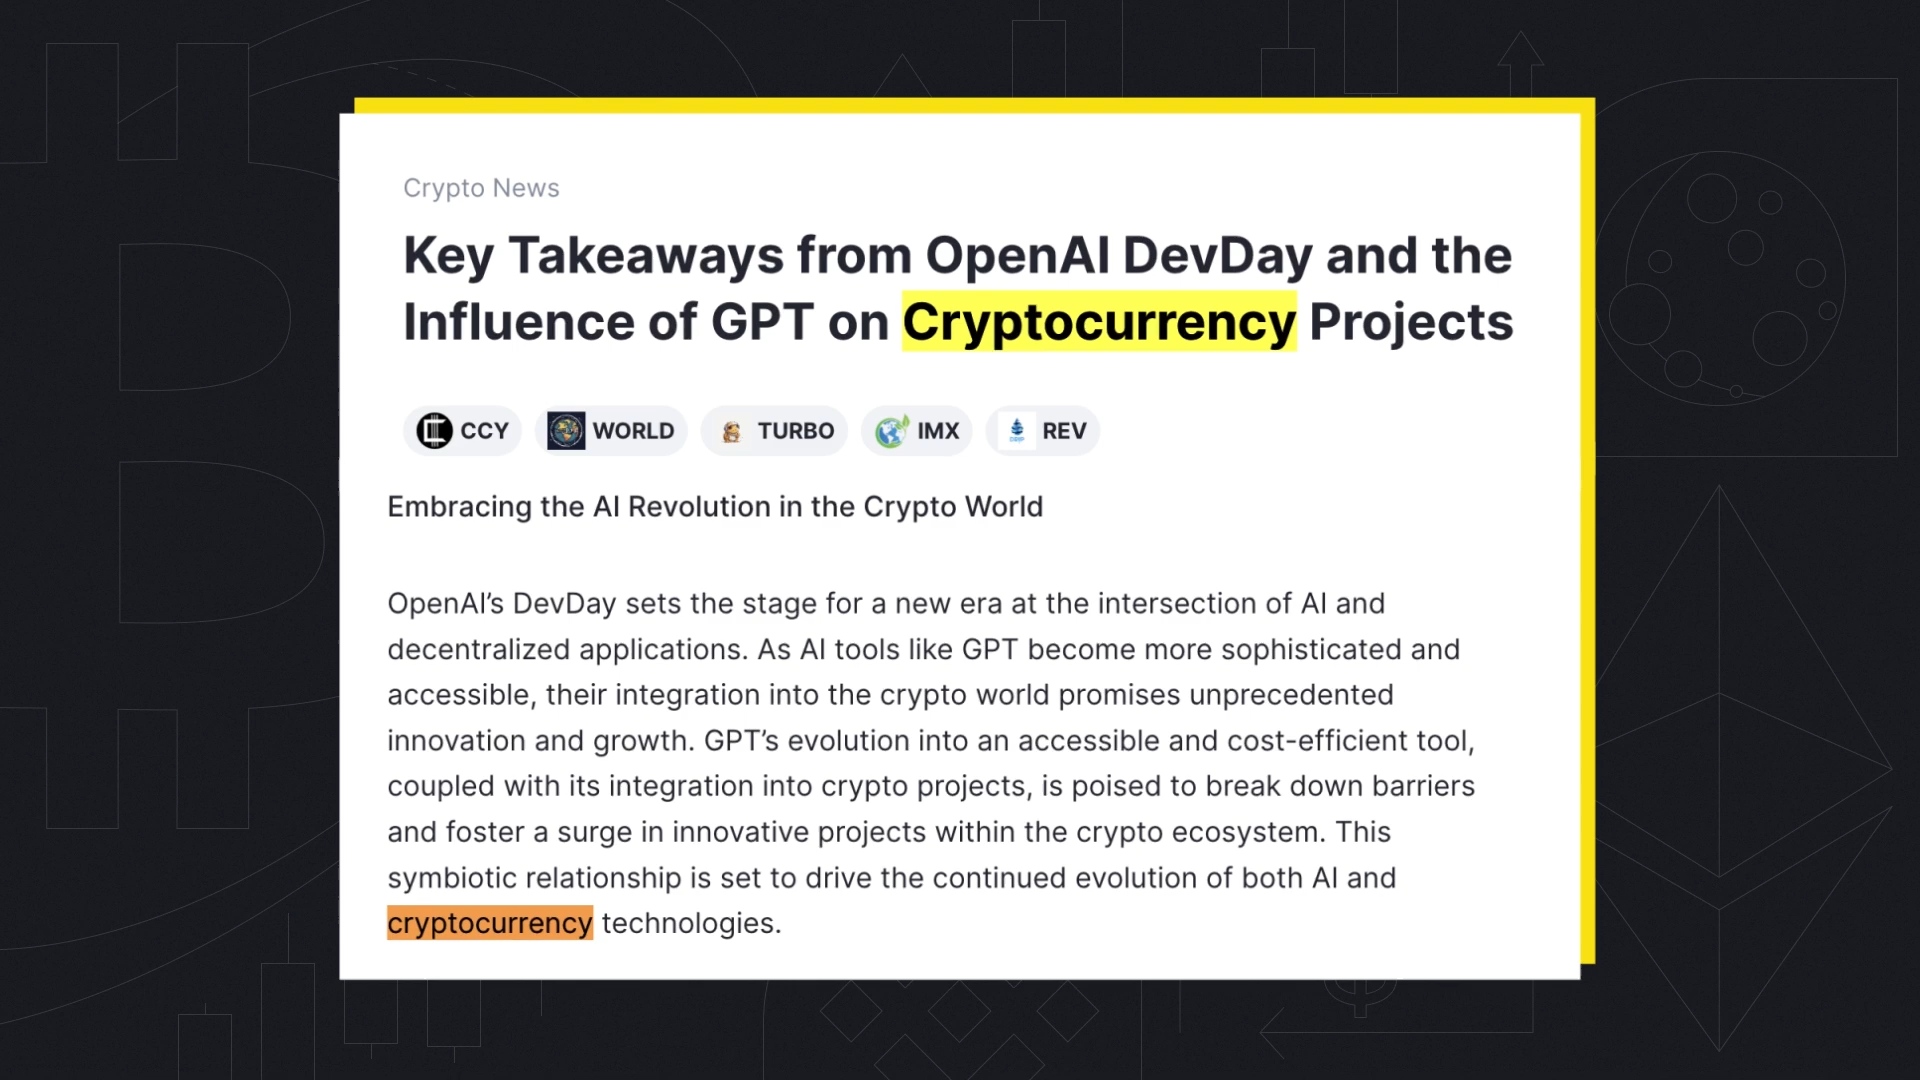 Crypto News
Key Takeaways from OpenAI DevDay and the
Influence of GPT on Cryptocurrency Projects
CCY WORLD TURBO IMX REV
Embracing the AI Revolution in the Crypto World
OpenAI’s DevDay sets the stage for a new era at the intersection of AI and
decentralized applications. As AI tools like GPT become more sophisticated and
accessible, their integration into the crypto world promises unprecedented
innovation and growth. GPT’s evolution into an accessible and cost-efficient tool,
coupled with its integration into crypto projects, is poised to break down barriers
and foster a surge in innovative projects within the crypto ecosystem. This
symbiotic relationship is set to drive the continued evolution of both AI and
cryptocurrency technologies.